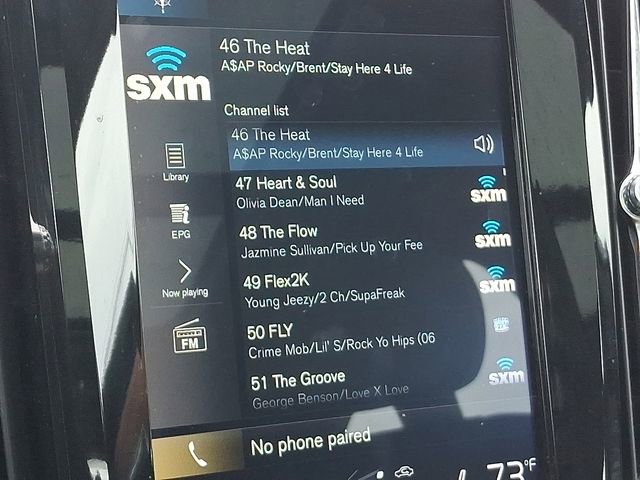 sxm
46 The Heat
A$AP Rocky/Brent/Stay Here 4 Life
Channel list
46 The Heat
A$AP Rocky/Brent/Stay Here 4 Life
Library
47 Heart & Soul
Olivia Dean/Man I Need
sxm
EPG
48 The Flow
Jazmine Sullivan/Pick Up Your Fee
sxm
Now playing
49 Flex2K
Young Jeezy/2 Ch/SupaFreak
sxm
FM
50 FLY
Crime Mob/Lil' S/Rock Yo Hips (06
51 The Groove
George Benson/Love X Love
sxm
No phone paired
73°F